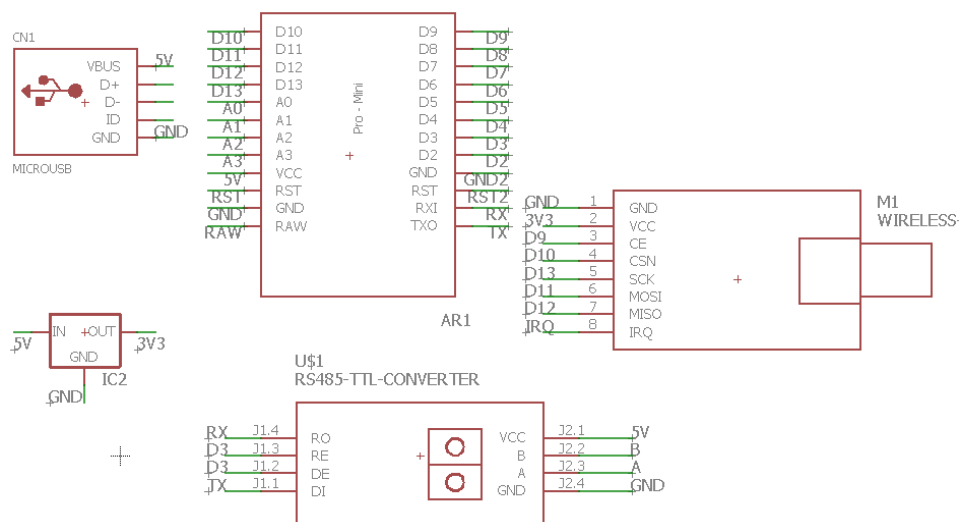 CN1
VBUS 5V
D+
D-
ID
GND GND
MICROUSB
D10 D10
D11 D11
D12 D12
D13 D13
A0 A0
A1 A1
A2 A2
A3 A3
5V VCC
RST RST
GND GND
RAW RAW
Pro - Mini
D9 D9
D8 D8
D7 D7
D6 D6
D5 D5
D4 D4
D3 D3
D2 D2
GND GND2
RST RST2
RXI RX
TXO TX
AR1
M1
WIRELESS-
GND 1 GND
3V3 2 VCC
D9 3 CE
D10 4 CSN
D13 5 SCK
D11 6 MOSI
D12 7 MISO
IRQ 8 IRQ
5V IN OUT 3V3
GND
GND
IC2
U$1
RS485-TTL-CONVERTER
RX J1.4 RO VCC J2.1 5V
D3 J1.3 RE B J2.2 B
D3 J1.2 DE A J2.3 A
TX J1.1 DI GND J2.4 GND